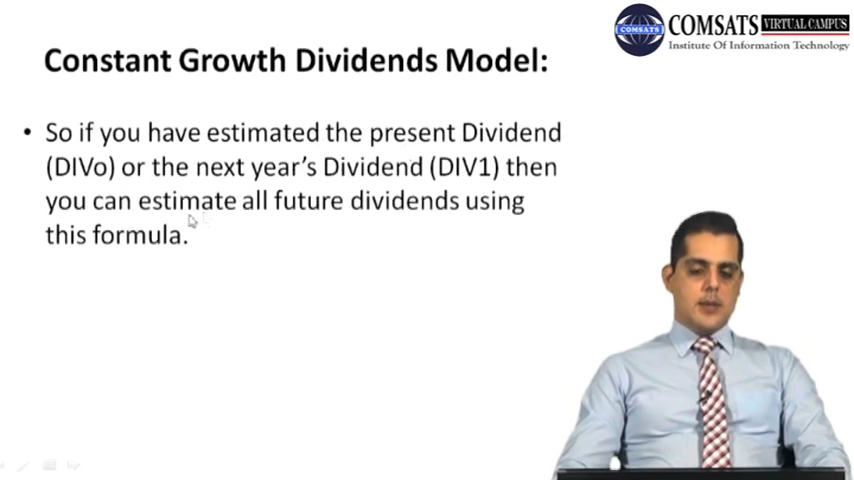 COMSATS VIRTUAL CAMPUS
COMSATS
Institute Of Information Technology
Constant Growth Dividends Model:
• So if you have estimated the present Dividend
(DIVo) or the next year's Dividend (DIV1) then
you can estimate all future dividends using
this formula.